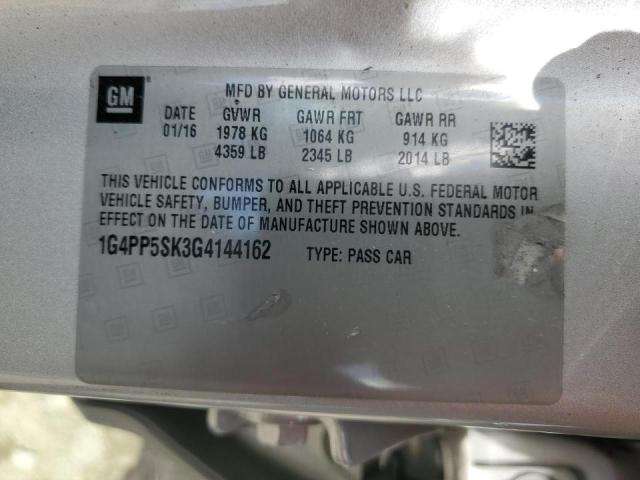 GM
MFD BY GENERAL MOTORS LLC
DATE GVWR GAWR FRT GAWR RR
01/16 1978 KG 1064 KG 914 KG
4359 LB 2345 LB 2014 LB
THIS VEHICLE CONFORMS TO ALL APPLICABLE U.S. FEDERAL MOTOR
VEHICLE SAFETY, BUMPER, AND THEFT PREVENTION STANDARDS IN
EFFECT ON THE DATE OF MANUFACTURE SHOWN ABOVE.
1G4PP5SK3G4144162 TYPE: PASS CAR